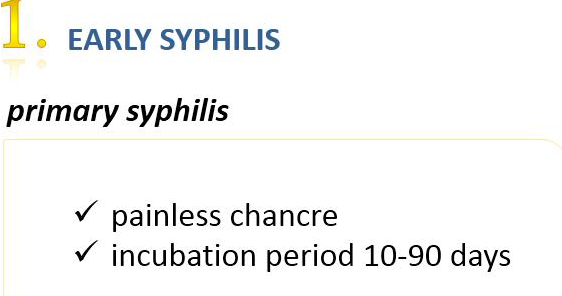 1. EARLY SYPHILIS
primary syphilis
✓ painless chancre
✓ incubation period 10-90 days